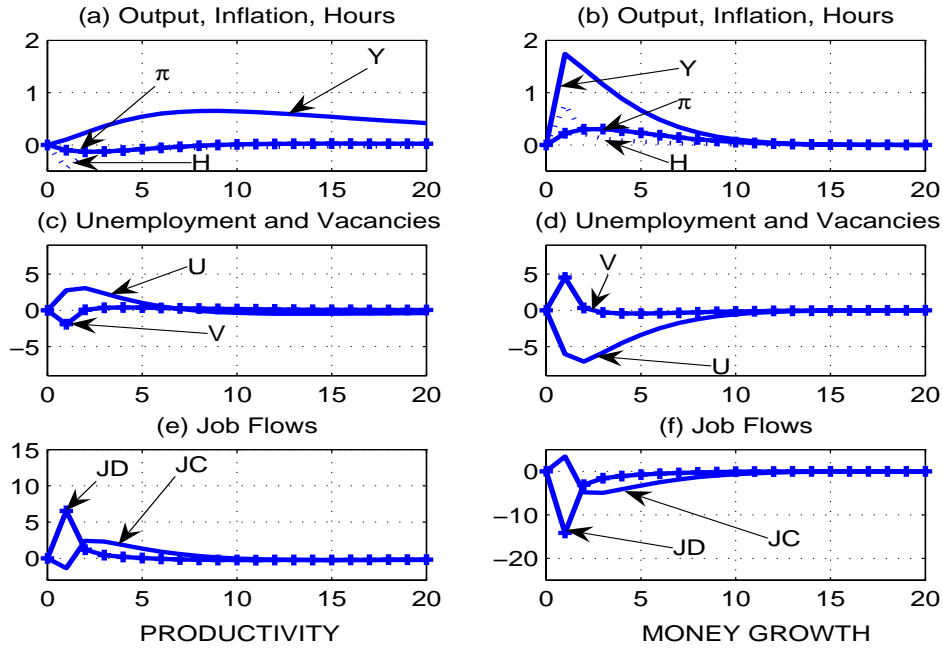 (a) Output, Inflation, Hours
2
1
0
π
Y
H
0 5 10 15 20
(b) Output, Inflation, Hours
2
1
0
Y
π
H
0 5 10 15 20
(c) Unemployment and Vacancies
5
0
−5
U
V
0 5 10 15 20
(d) Unemployment and Vacancies
5
0
−5
V
U
0 5 10 15 20
(e) Job Flows
15
10
5
0
JD
JC
0 5 10 15 20
PRODUCTIVITY
(f) Job Flows
0
−10
−20
JD
JC
0 5 10 15 20
MONEY GROWTH